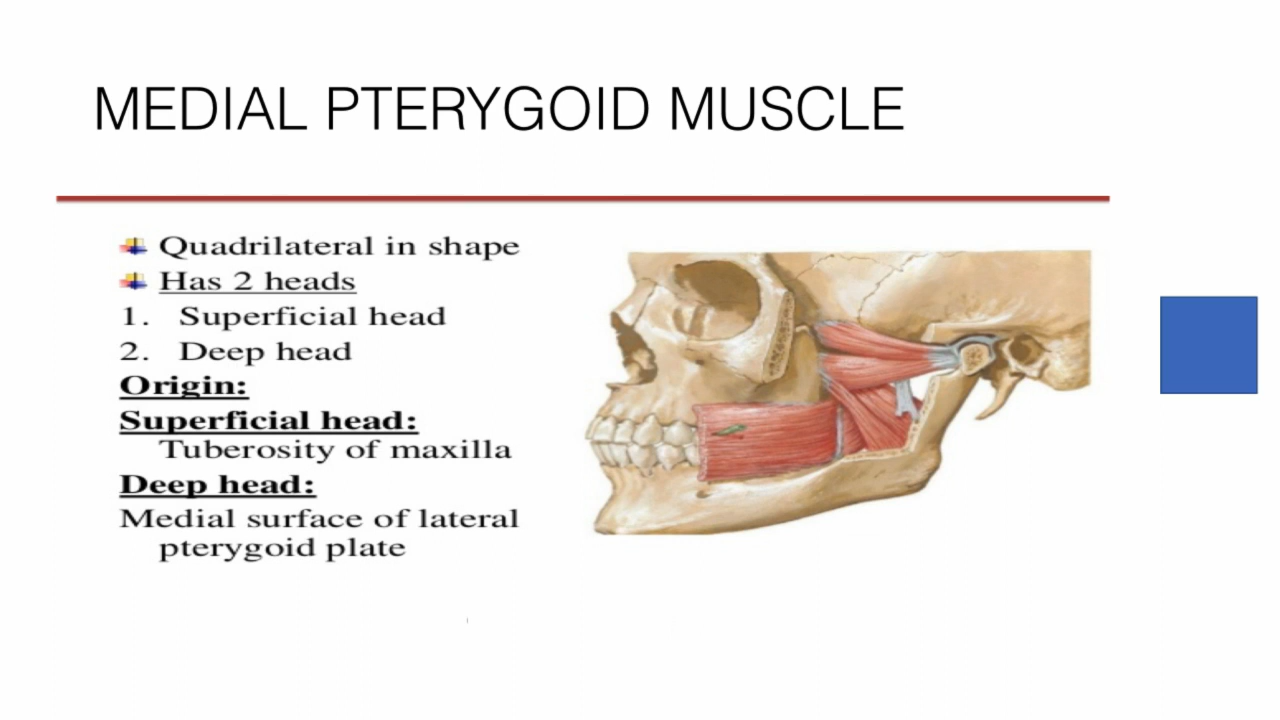 MEDIAL PTERYGOID MUSCLE
Quadrilateral in shape
Has 2 heads
1. Superficial head
2. Deep head
Origin:
Superficial head:
Tuberosity of maxilla
Deep head:
Medial surface of lateral
pterygoid plate